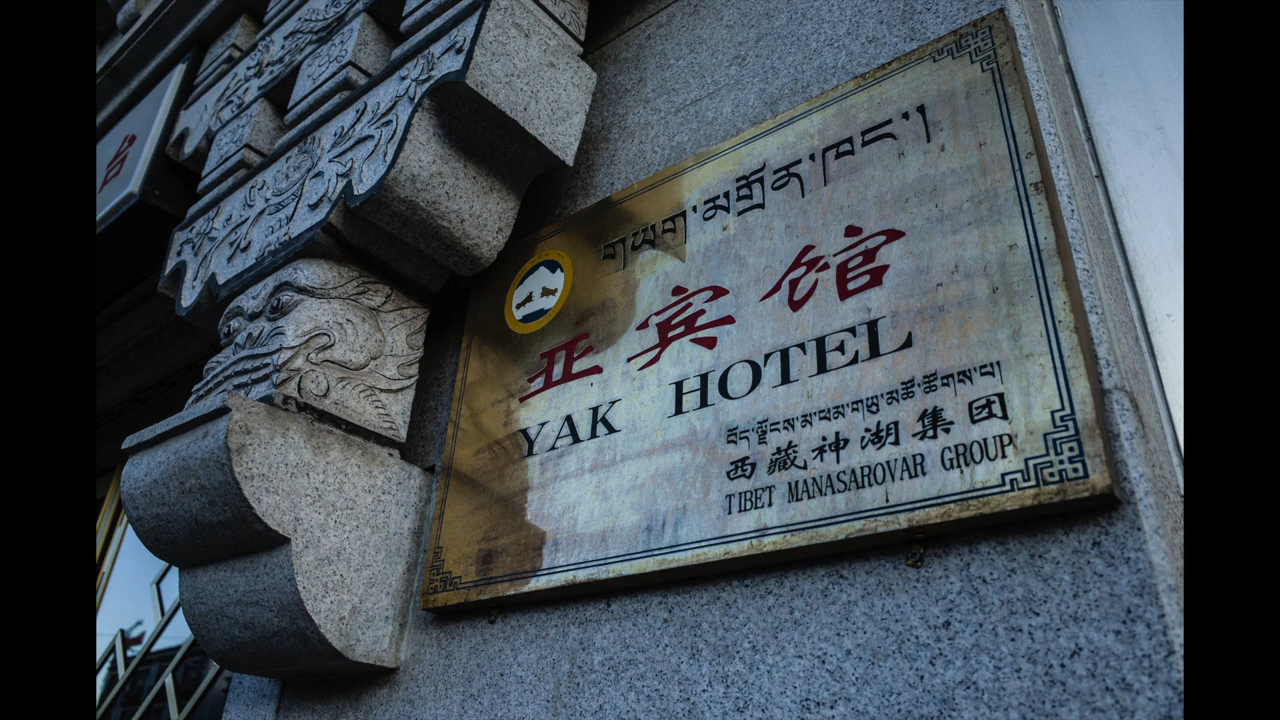 གཡག་མགྲོན་ཁང་།
亚宾馆
YAK HOTEL
བོད་ལྗོངས་མ་ཕམ་གཡུ་མཚོ་ཚོགས་པ།
西藏神湖集团
TIBET MANASAROVAR GROUP